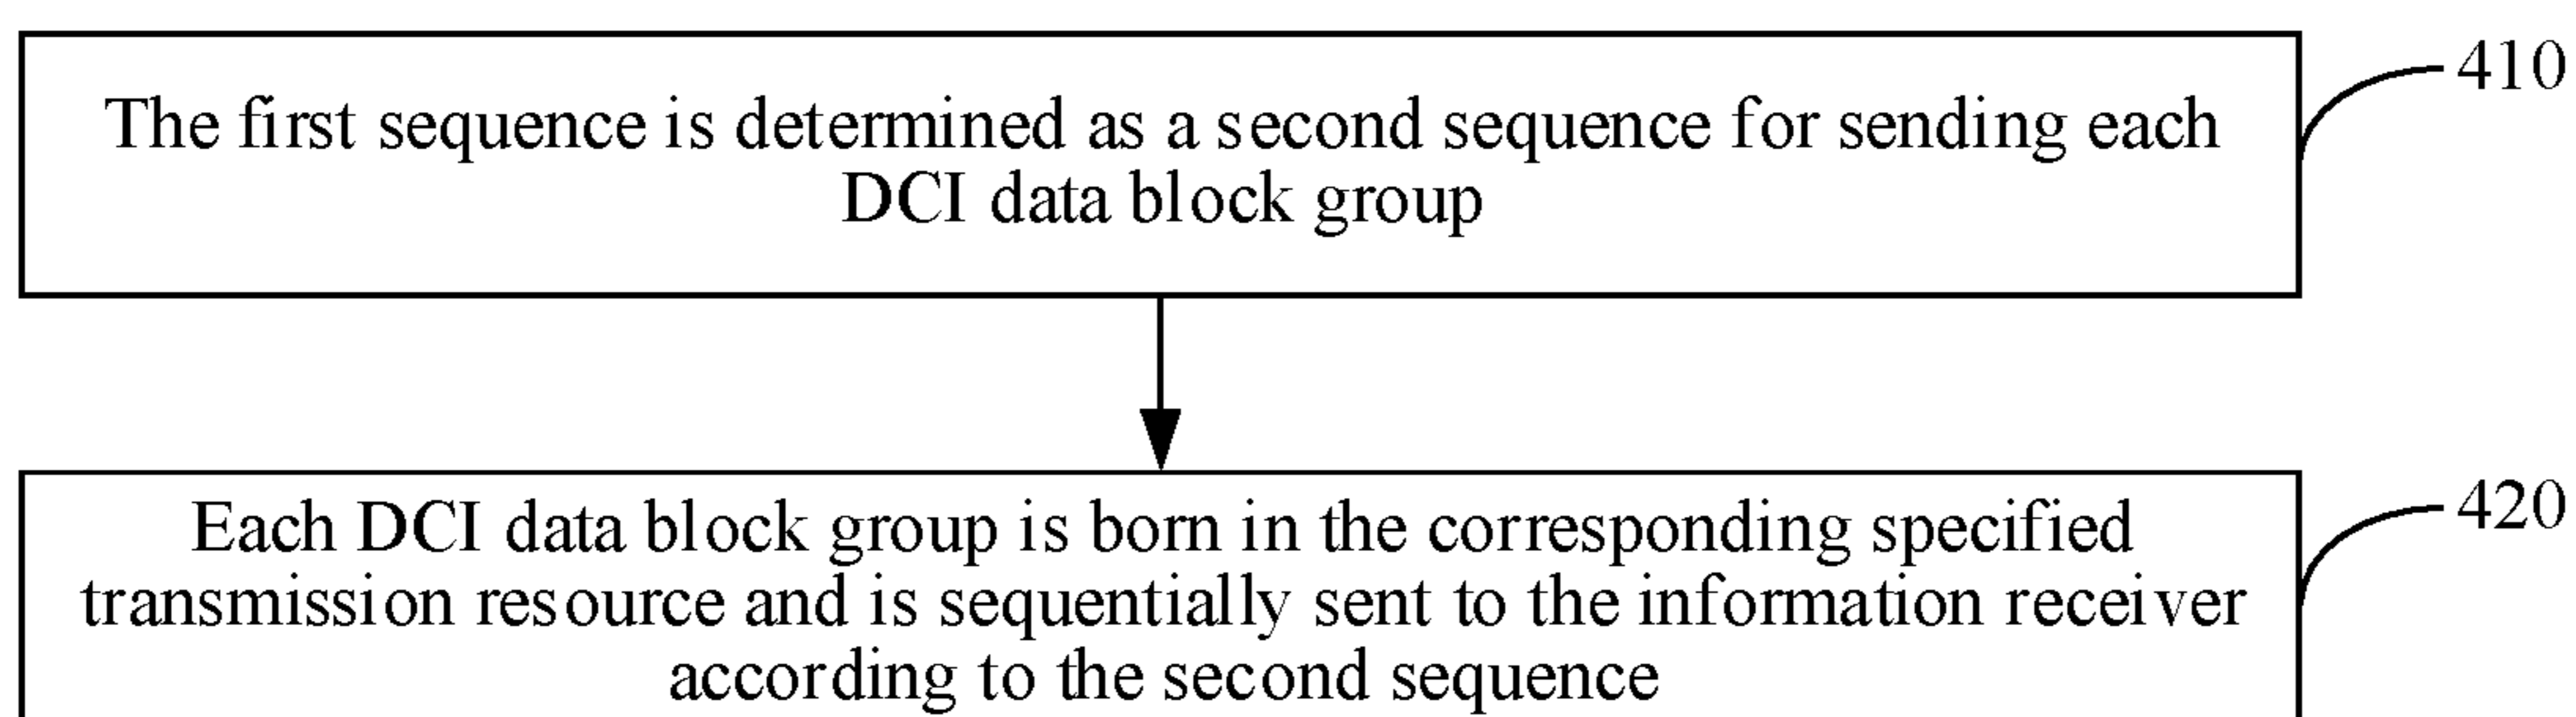 The first sequence is determined as a second sequence for sending each
DCI data block group
410
Each DCI data block group is born in the corresponding specified
transmission resource and is sequentially sent to the information receiver
according to the second sequence
420